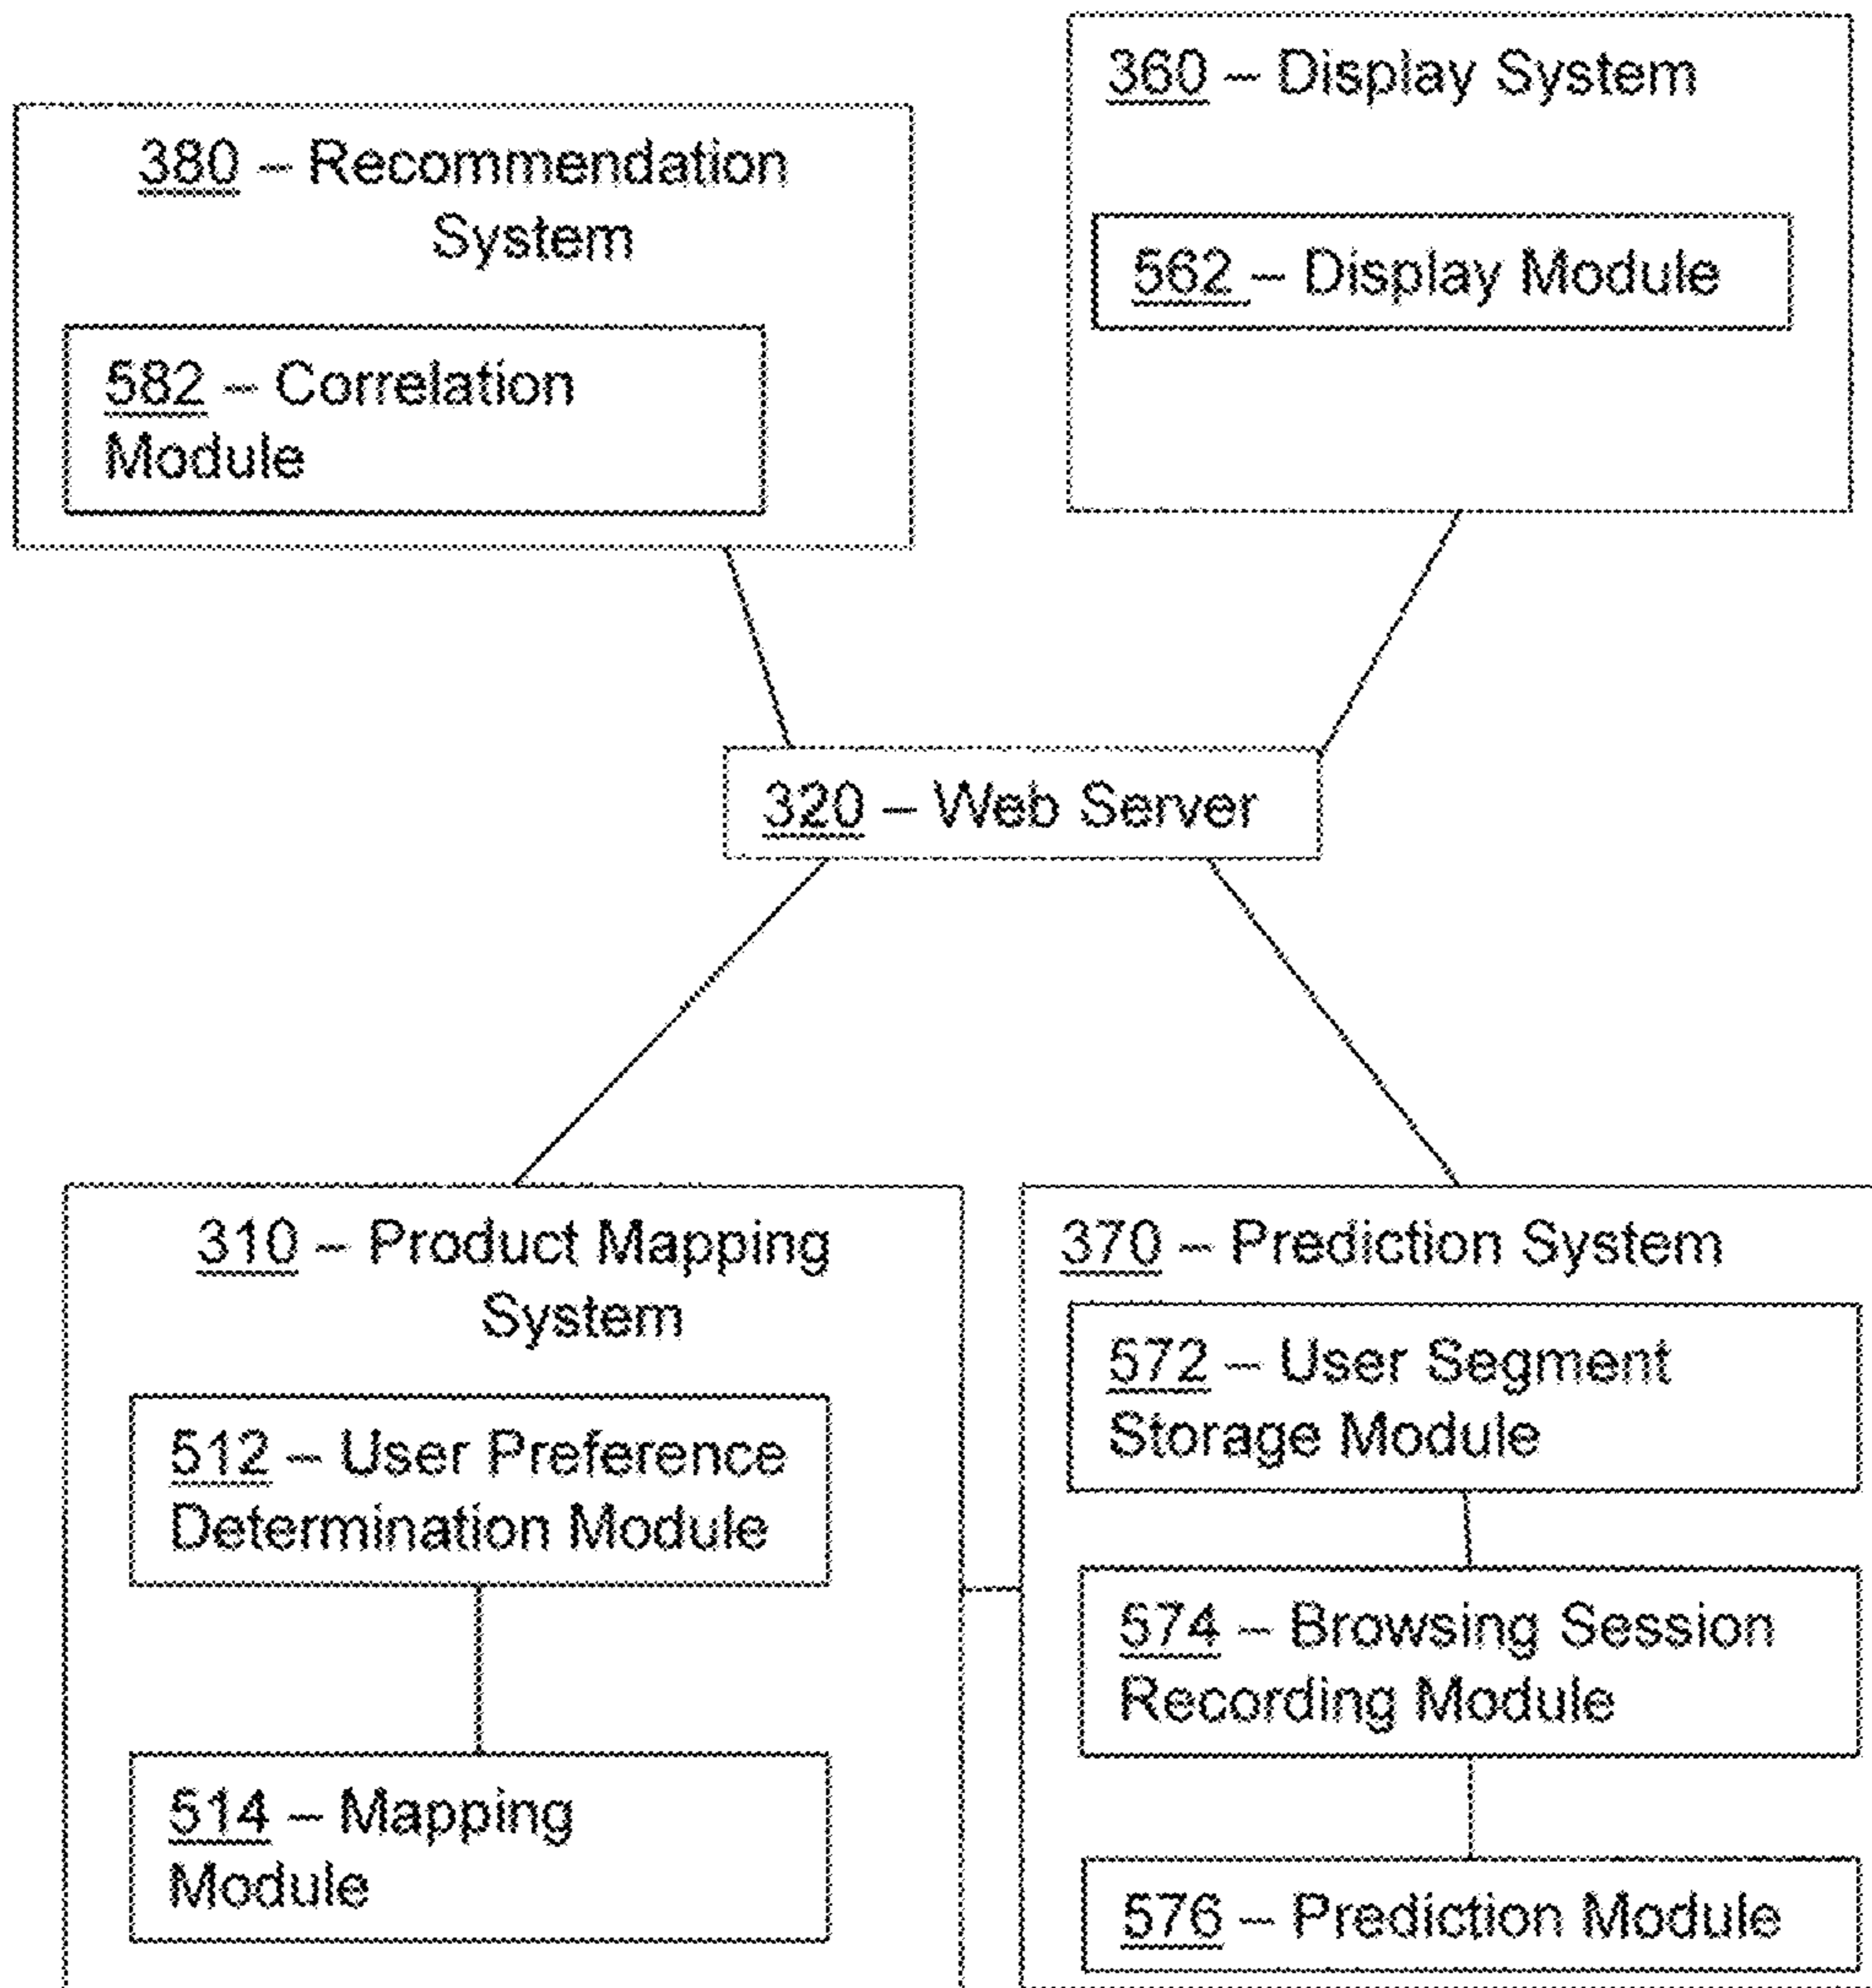 360 – Display System
562 – Display Module
380 – Recommendation
System
582 – Correlation
Module
320 – Web Server
310 – Product Mapping
System
512 – User Preference
Determination Module
514 – Mapping
Module
370 – Prediction System
572 – User Segment
Storage Module
574 – Browsing Session
Recording Module
576 – Prediction Module